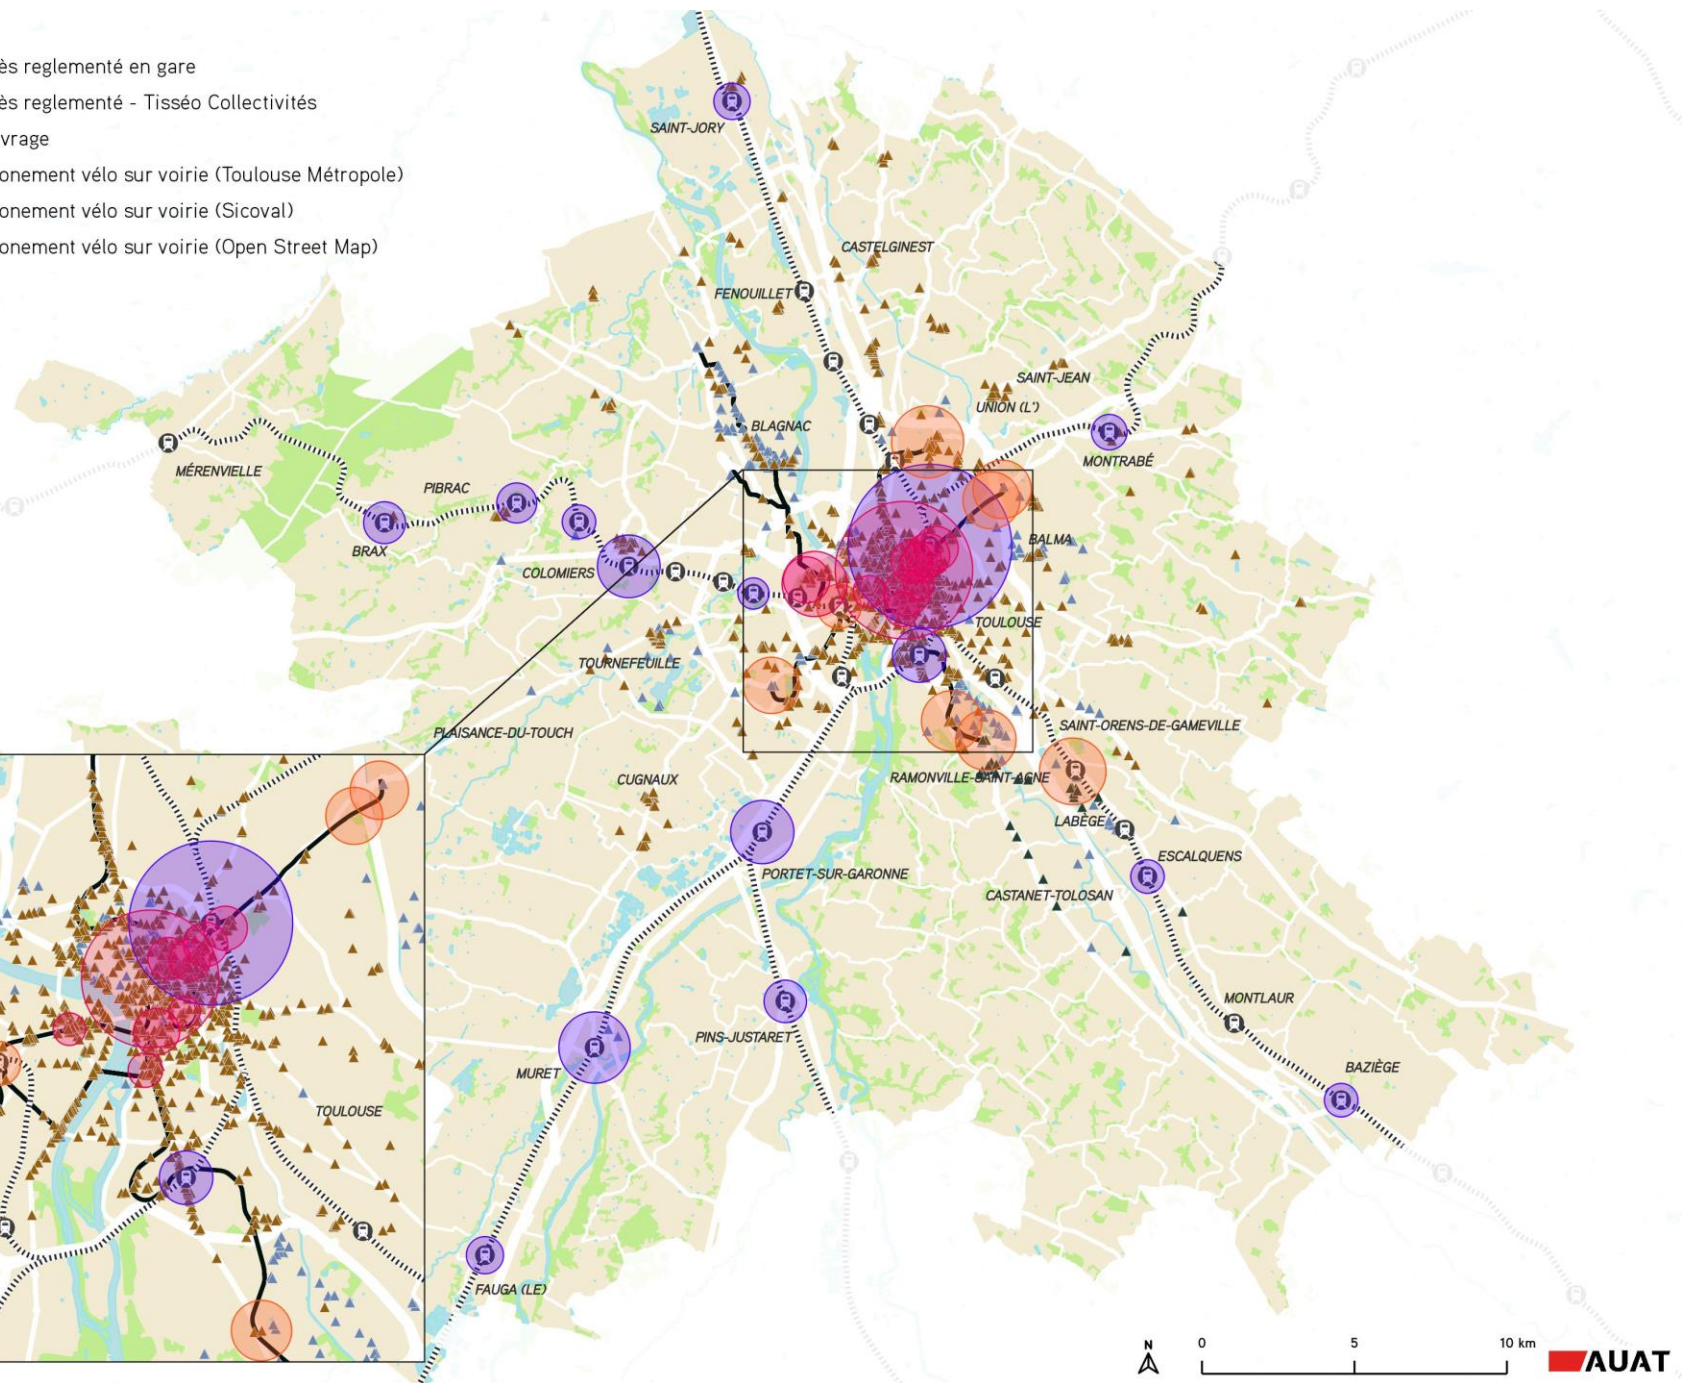 ès reglementé en gare
ès reglementé - Tisséo Collectivités
vrage
onement vélo sur voirie (Toulouse Métropole)
onement vélo sur voirie (Sicoval)
onement vélo sur voirie (Open Street Map)
SAINT-JORY
CASTELGINEST
FENOUILLET
SAINT-JEAN
UNION (L')
BLAGNAC
MONTRABÉ
MÉRENVIELLE
PIBRAC
BRAX
COLOMIERS
BALMA
TOULOUSE
TOURNEFEUILLE
PLAISANCE-DU-TOUCH
SAINT-ORENS-DE-GAMEVILLE
CUGNAUX
RAMONVILLE-SAINT-AGNE
LABÈGE
ESCALQUENS
PORTET-SUR-GARONNE
CASTANET-TOLOSAN
MONTLAUR
PINS-JUSTARET
MURET
BAZIÈGE
TOULOUSE
FAUGA (LE)
N
0 5 10 km
AUAT